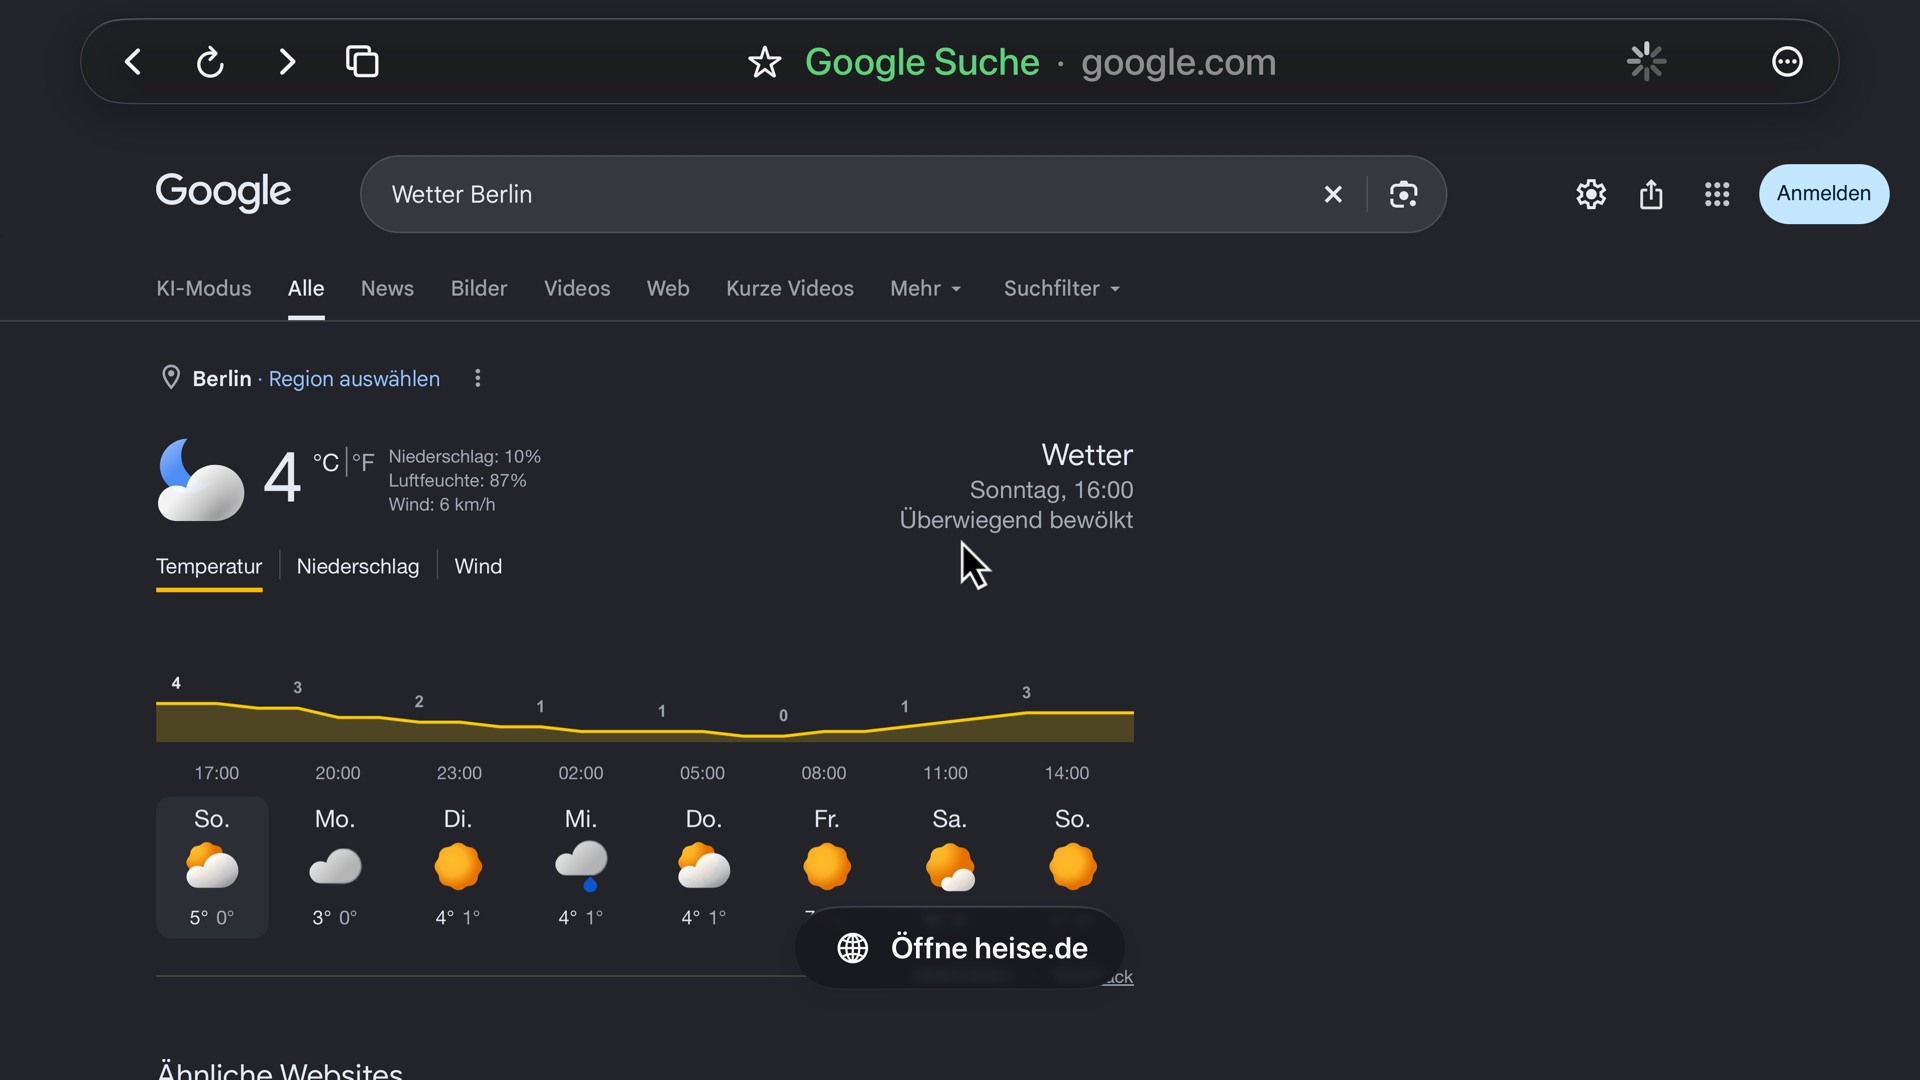 Google Suche · google.com
Google
Wetter Berlin
Anmelden
KI-Modus Alle News Bilder Videos Web Kurze Videos Mehr Suchfilter
Berlin · Region auswählen
4 °C | °F
Niederschlag: 10%
Luftfeuchte: 87%
Wind: 6 km/h
Wetter
Sonntag, 16:00
Überwiegend bewölkt
Temperatur | Niederschlag | Wind
4 3 2 1 1 0 1 3
17:00 20:00 23:00 02:00 05:00 08:00 11:00 14:00
So. Mo. Di. Mi. Do. Fr. Sa. So.
5° 0° 3° 0° 4° 1° 4° 1° 4° 1°
Öffne heise.de
Ähnliche Websites